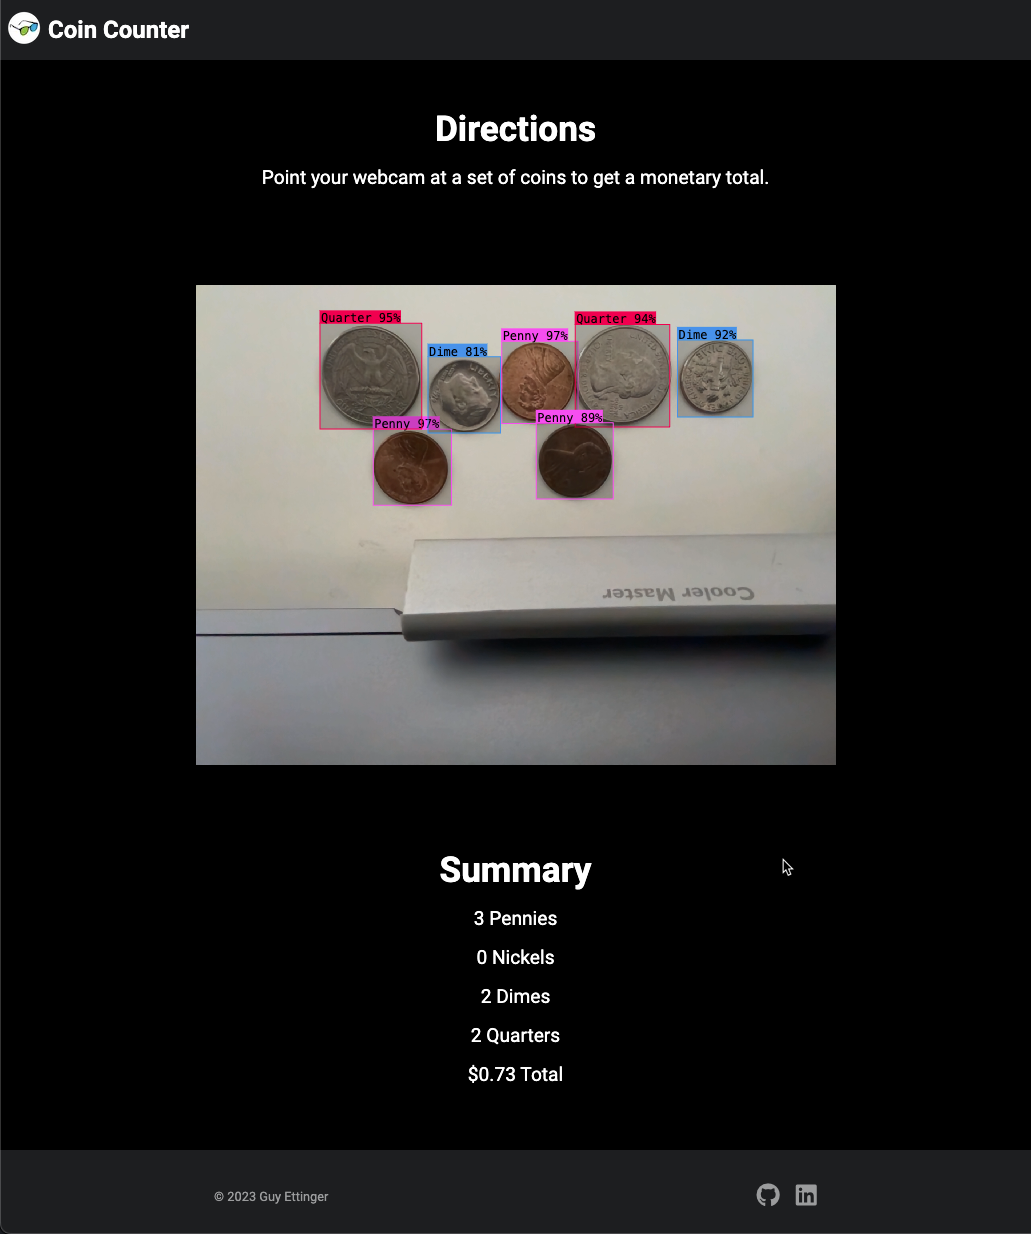 Coin Counter
Directions
Point your webcam at a set of coins to get a monetary total.
Quarter 95%
Dime 81%
Penny 97%
Quarter 94%
Dime 92%
Penny 97%
Penny 89%
LIBERTY
Cooler Master
Summary
3 Pennies
0 Nickels
2 Dimes
2 Quarters
$0.73 Total
© 2023 Guy Ettinger
in